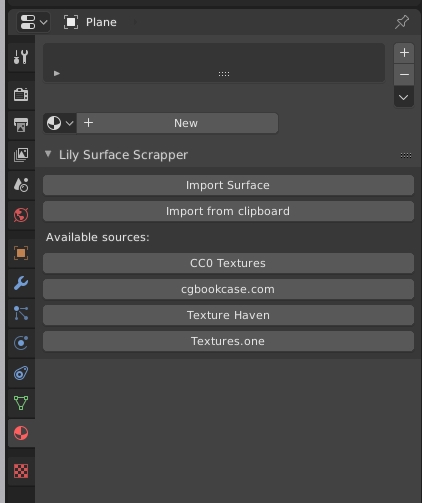 Plane
New
Lily Surface Scrapper
Import Surface
Import from clipboard
Available sources:
CC0 Textures
cgbookcase.com
Texture Haven
Textures.one